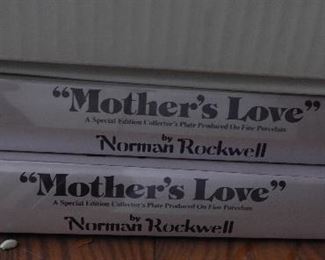 “Mother's Love”
A Special Edition Collector's Plate Produced On Fine Porcelain
by
Norman Rockwell
“Mother's Love”
A Special Edition Collector's Plate Produced On Fine Porcelain
by
Norman Rockwell